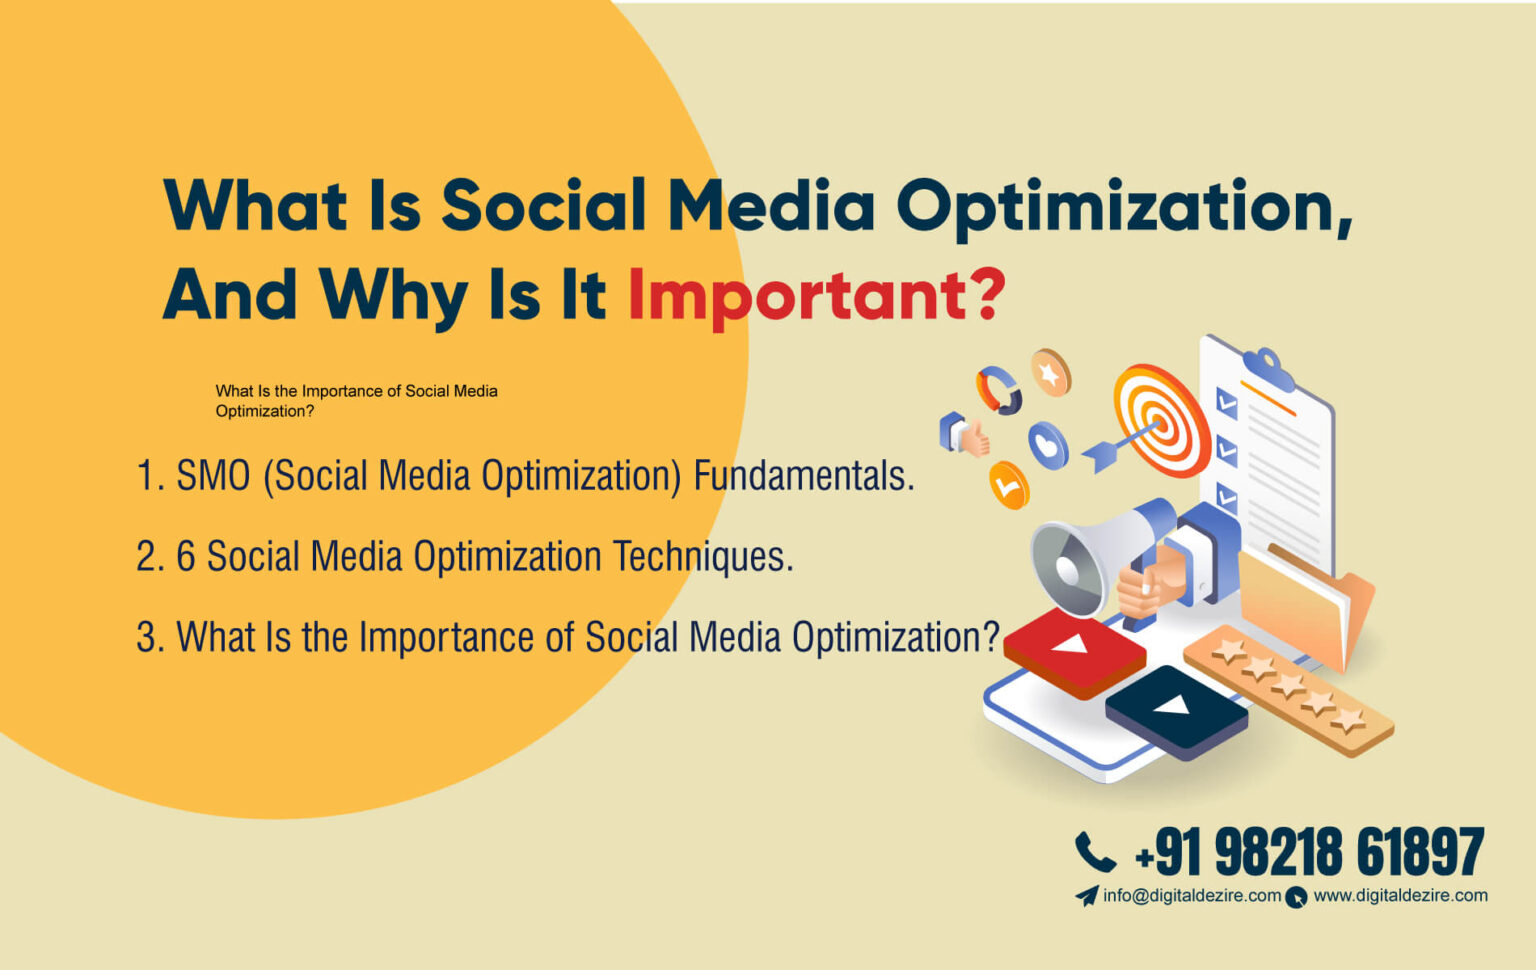 What Is Social Media Optimization,
And Why Is It Important?
What Is the Importance of Social Media
Optimization?
1. SMO (Social Media Optimization) Fundamentals.
2. 6 Social Media Optimization Techniques.
3. What Is the Importance of Social Media Optimization?
+91 98218 61897
info@digitaldezire.com www.digitaldezire.com